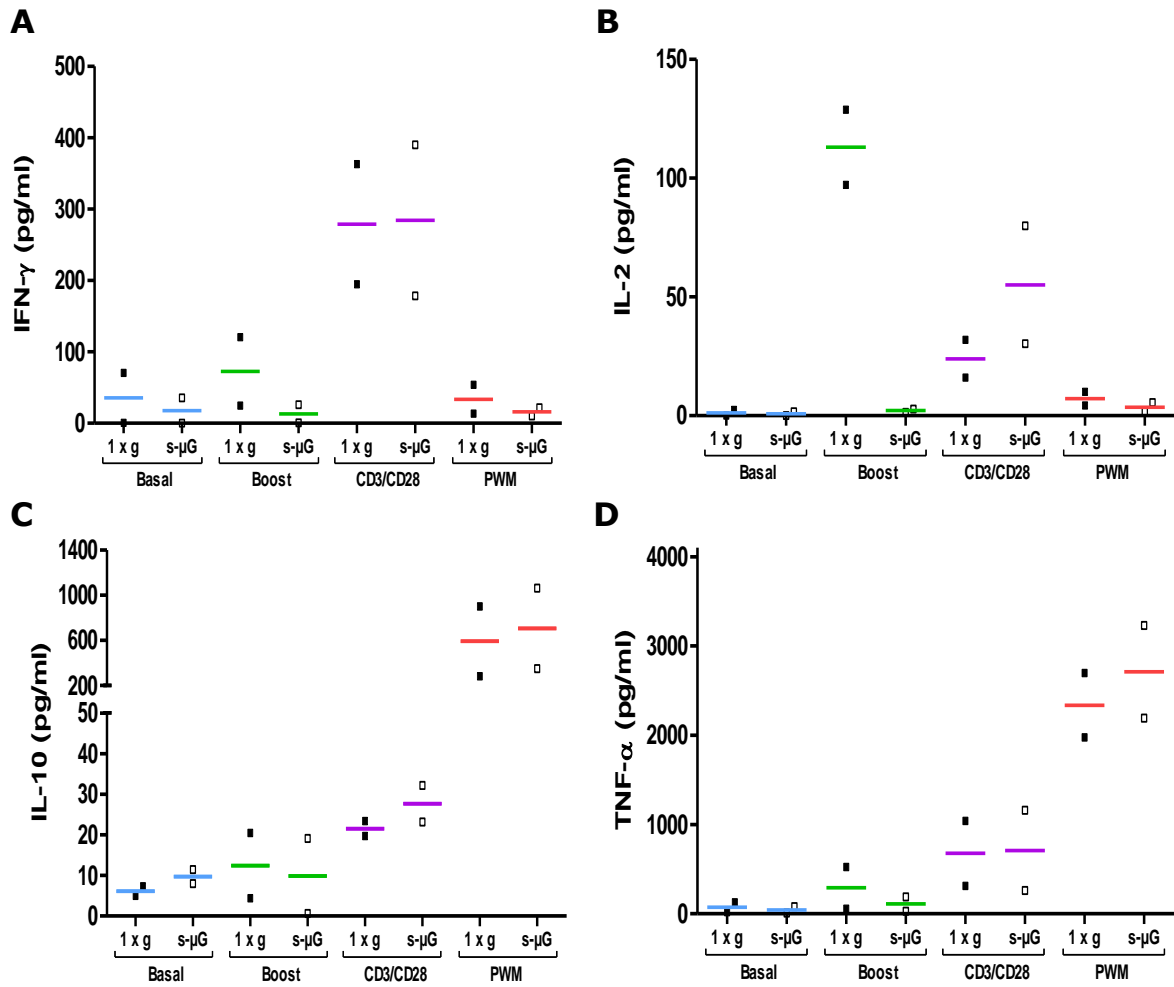 A
IFN-γ (pg/ml)
500
400
300
200
100
0
1 x g s-µG 1 x g s-µG 1 x g s-µG 1 x g s-µG
Basal Boost CD3/CD28 PWM
B
IL-2 (pg/ml)
150
100
50
0
1 x g s-µG 1 x g s-µG 1 x g s-µG 1 x g s-µG
Basal Boost CD3/CD28 PWM
C
IL-10 (pg/ml)
1400
1000
600
200
50
40
30
20
10
0
1 x g s-µG 1 x g s-µG 1 x g s-µG 1 x g s-µG
Basal Boost CD3/CD28 PWM
D
TNF-α (pg/ml)
4000
3000
2000
1000
0
1 x g s-µG 1 x g s-µG 1 x g s-µG 1 x g s-µG
Basal Boost CD3/CD28 PWM